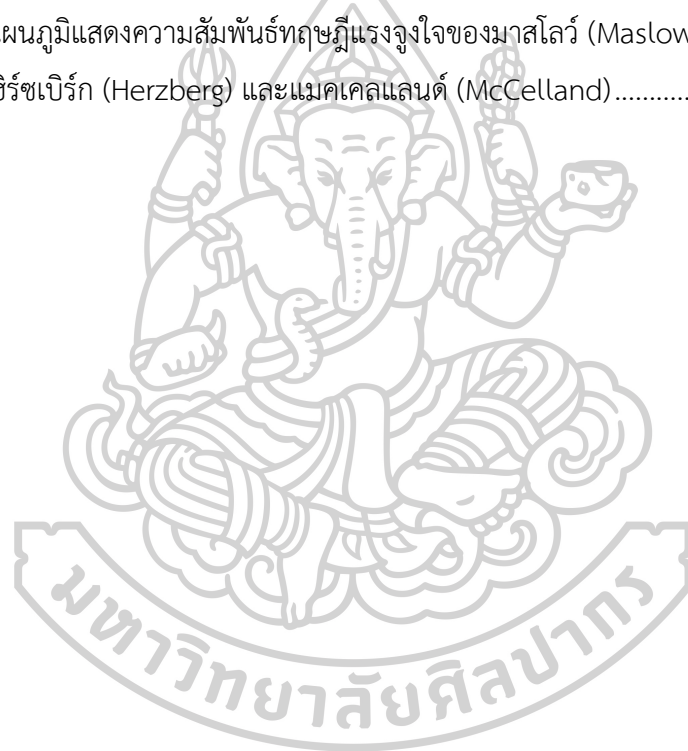 ผนภูมิแสดงความสัมพันธ์ทฤษฎีแรงจูงใจของมาสโลว์ (Maslow
ฮิร์ซเบิร์ก (Herzberg) และแมคเคลแลนด์ (McCelland)............
มหาวิทยาลัยศิลปากร